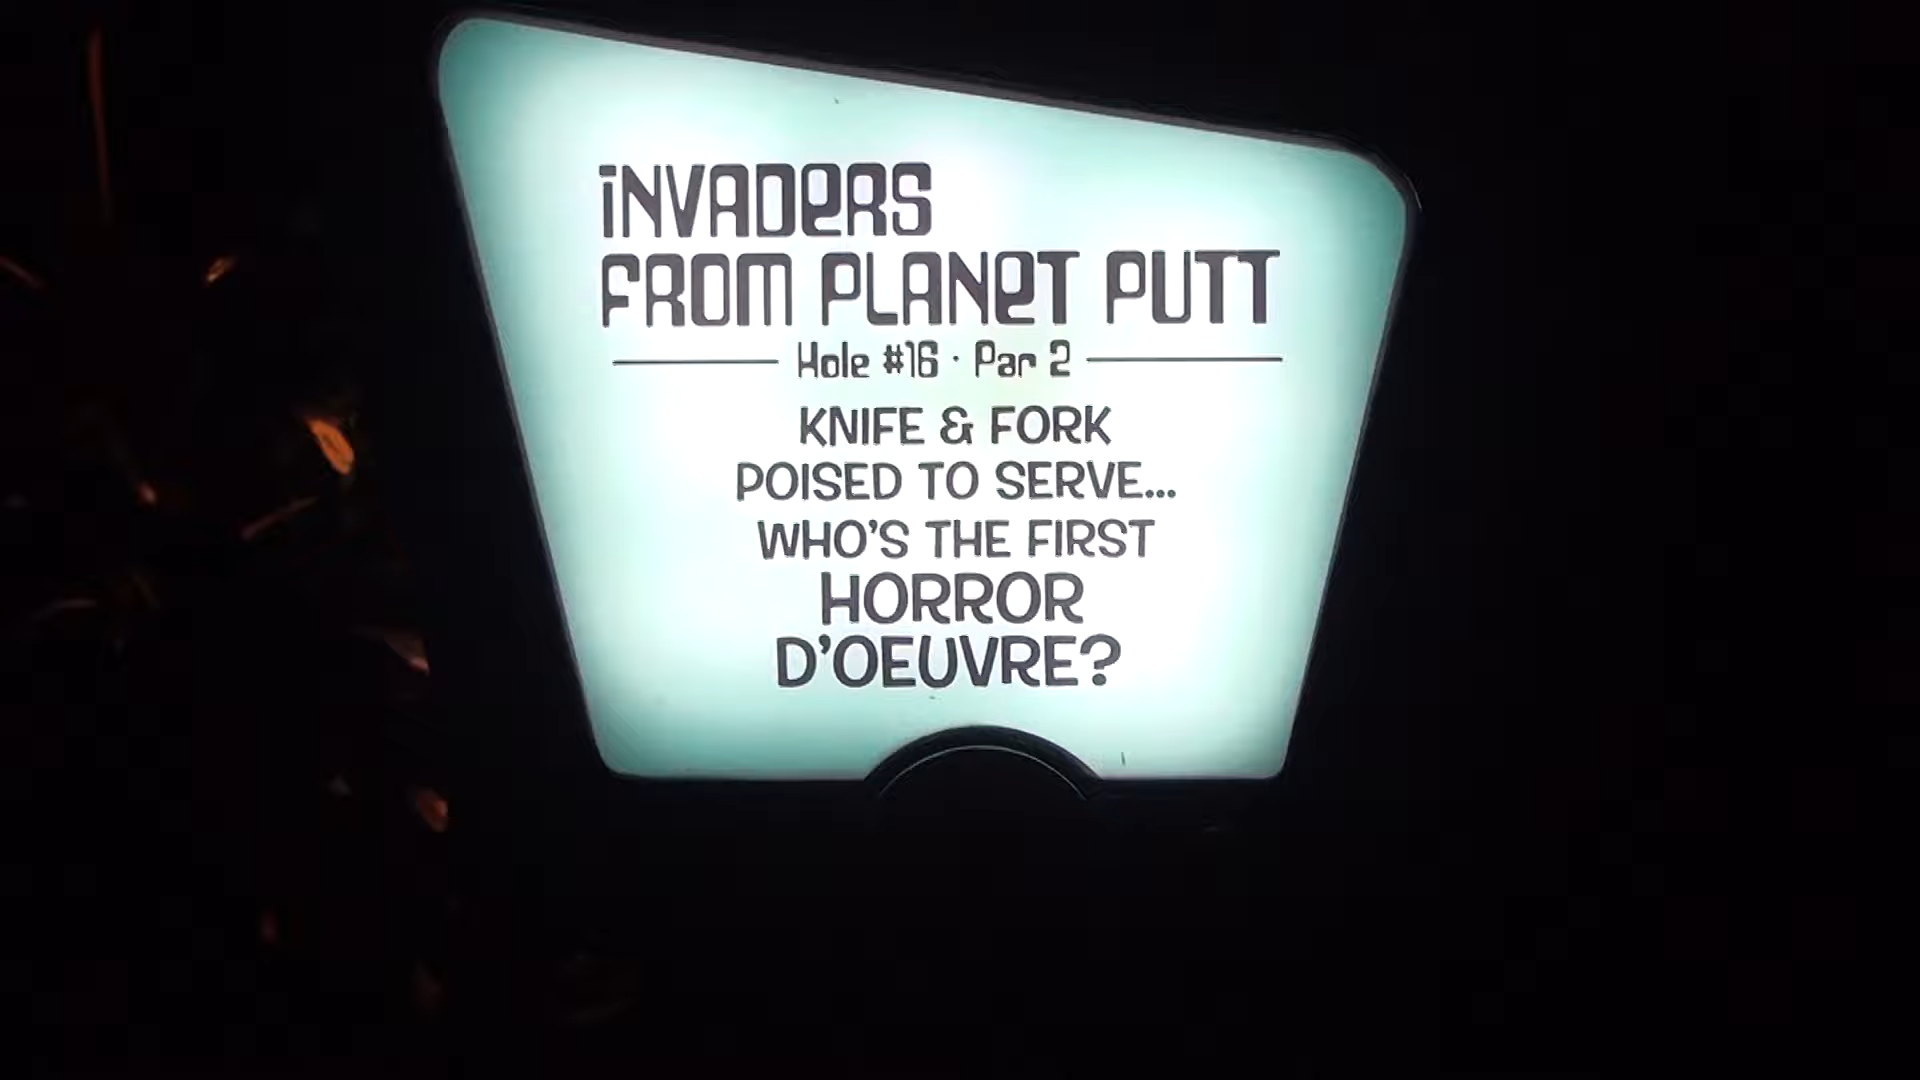 INVADERS
FROM PLANET PUTT
Hole #16 · Par 2
KNIFE & FORK
POISED TO SERVE...
WHO'S THE FIRST
HORROR
D'OEUVRE?